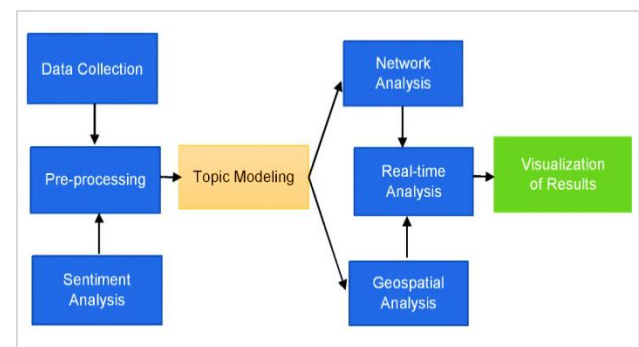 Data Collection
Pre-processing
Sentiment
Analysis
Topic Modeling
Network
Analysis
Real-time
Analysis
Geospatial
Analysis
Visualization
of Results